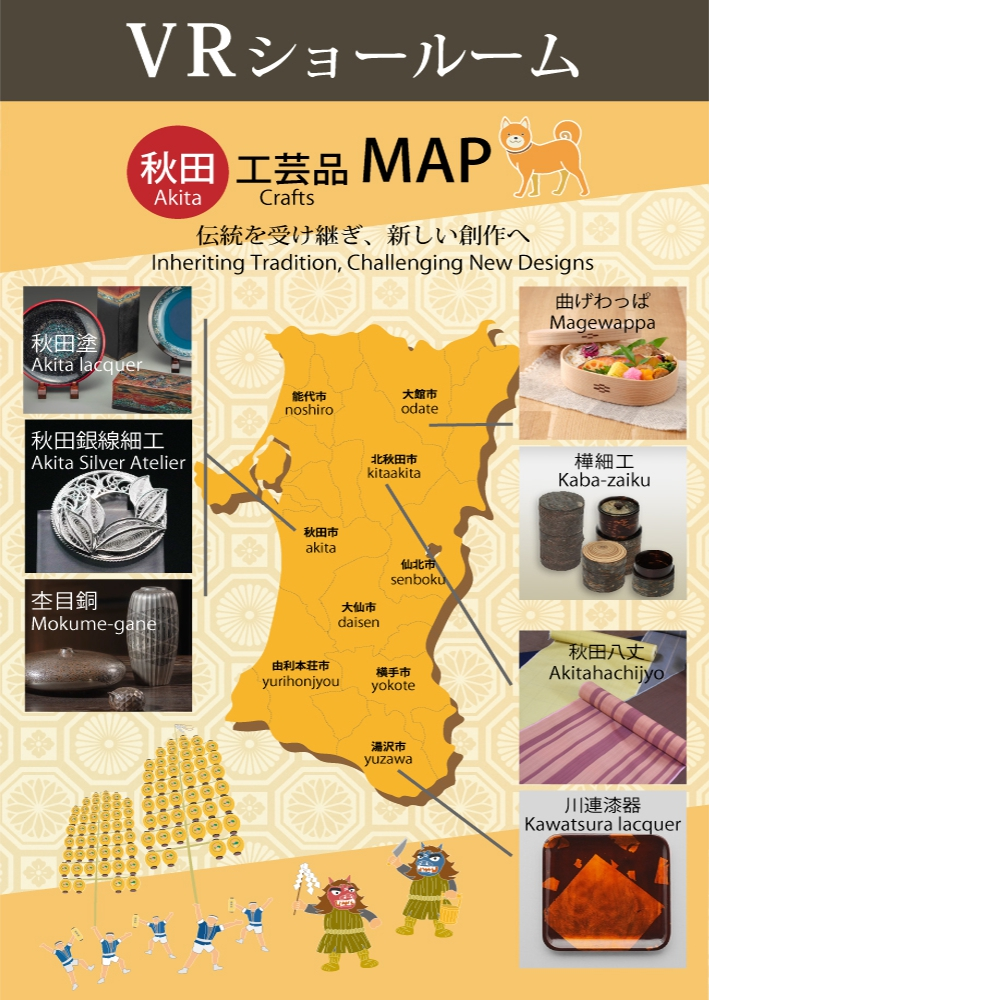 VRショールーム
秋田 工芸品 MAP
Akita Crafts
伝統を受け継ぎ、新しい創作へ
Inheriting Tradition, Challenging New Designs
秋田塗
Akita lacquer
秋田銀線細工
Akita Silver Atelier
杢目銅
Mokume-gane
能代市
noshiro
大館市
odate
北秋田市
kitaakita
秋田市
akita
仙北市
senboku
大仙市
daisen
由利本荘市
yurihonjyou
横手市
yokote
湯沢市
yuzawa
曲げわっぱ
Magewappa
樺細工
Kaba-zaiku
秋田八丈
Akitahachijyo
川連漆器
Kawatsura lacquer